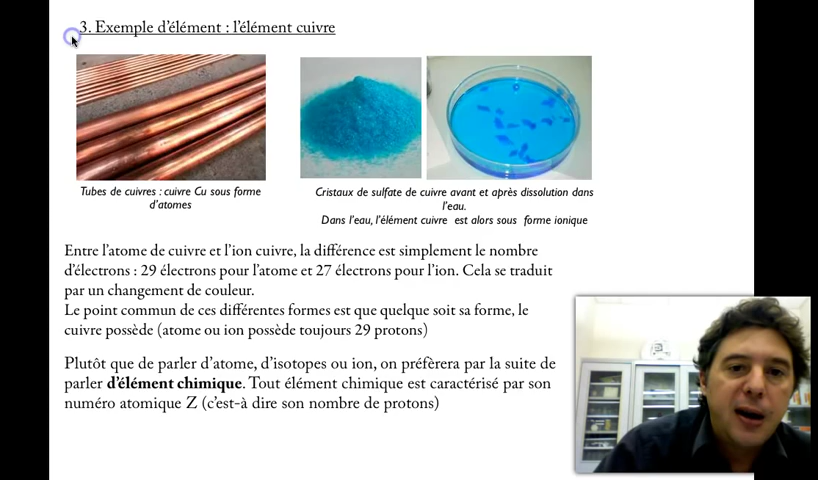 3. Exemple d’élément : l’élément cuivre
Tubes de cuivres : cuivre Cu sous forme
d’atomes
Cristaux de sulfate de cuivre avant et après dissolution dans
l’eau.
Dans l’eau, l’élément cuivre est alors sous forme ionique
Entre l’atome de cuivre et l’ion cuivre, la différence est simplement le nombre
d’électrons : 29 électrons pour l’atome et 27 électrons pour l’ion. Cela se traduit
par un changement de couleur.
Le point commun de ces différentes formes est que quelque soit sa forme, le
cuivre possède (atome ou ion possède toujours 29 protons)
Plutôt que de parler d’atome, d’isotopes ou ion, on préfèrera par la suite de
parler d’élément chimique. Tout élément chimique est caractérisé par son
numéro atomique Z (c’est-à dire son nombre de protons)